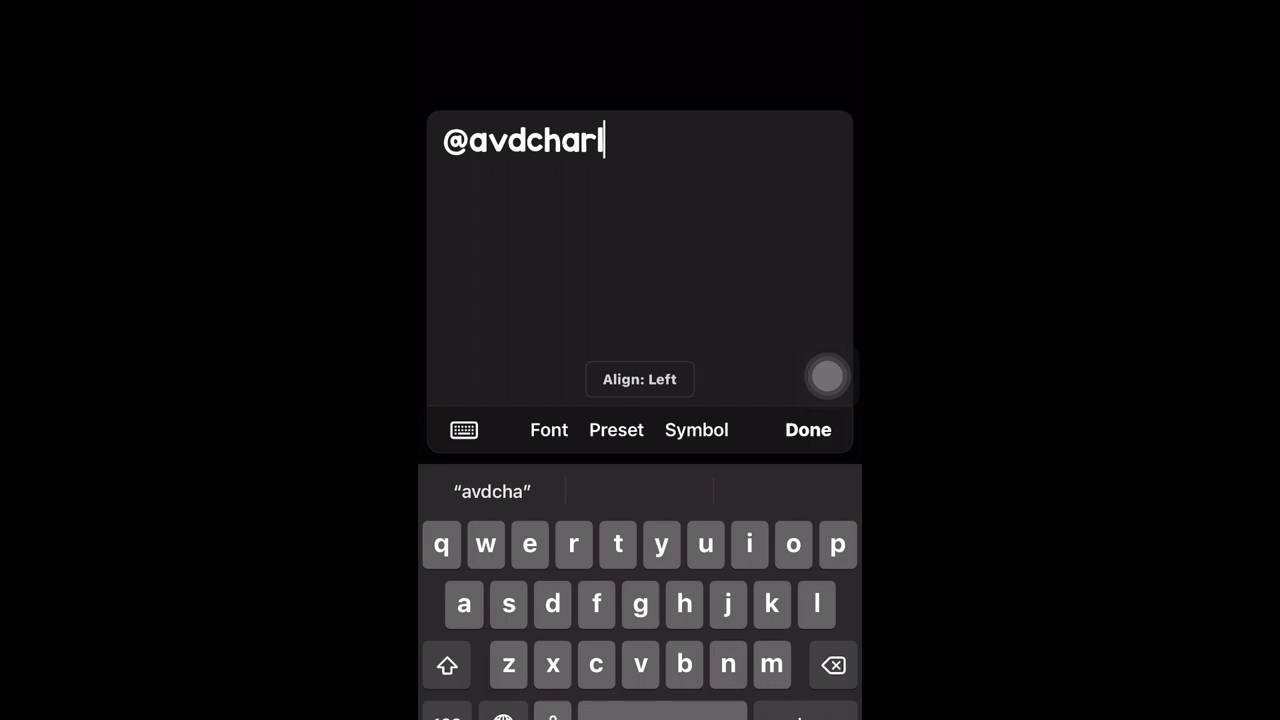 @avdcharl
Align: Left
Font Preset Symbol Done
“avdcha”
q w e r t y u i o p
a s d f g h j k l
z x c v b n m